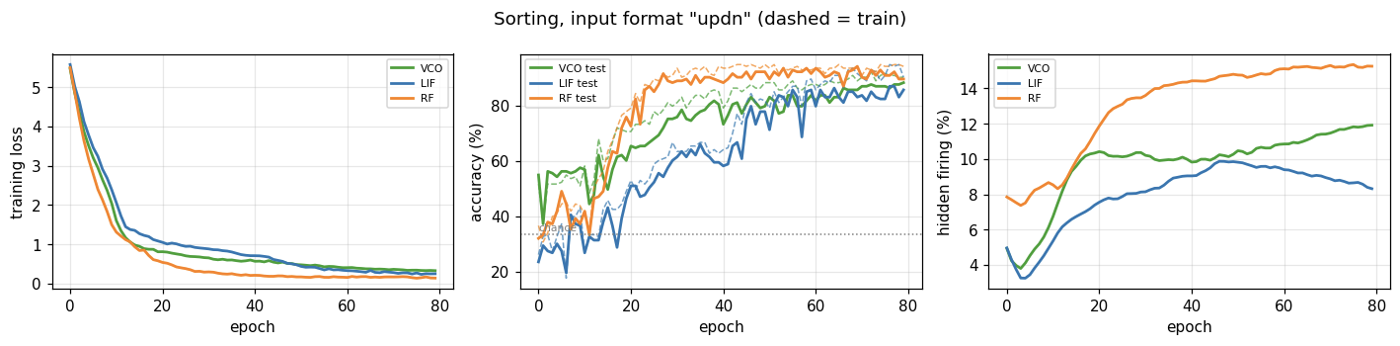 Sorting, input format "updn" (dashed = train)
training loss
5
4
3
2
1
0
0 20 40 60 80
epoch
VCO
LIF
RF
accuracy (%)
80
60
40
20
0 20 40 60 80
epoch
VCO test
LIF test
RF test
chance
hidden firing (%)
14
12
10
8
6
4
0 20 40 60 80
epoch
VCO
LIF
RF